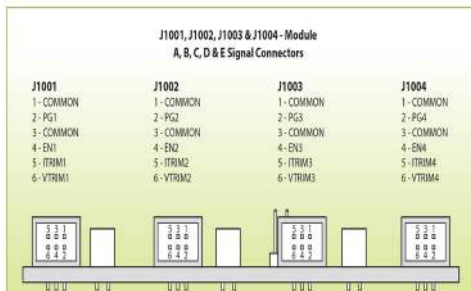 J1001, J1002, J1003 & J1004 - Module
A, B, C, D & E Signal Connectors
J1001
1 - COMMON
2 - PG1
3 - COMMON
4 - EN1
5 - ITRIM1
6 - VTRIM1
J1002
1 - COMMON
2 - PG2
3 - COMMON
4 - EN2
5 - ITRIM2
6 - VTRIM2
J1003
1 - COMMON
2 - PG3
3 - COMMON
4 - EN3
5 - ITRIM3
6 - VTRIM3
J1004
1 - COMMON
2 - PG4
3 - COMMON
4 - EN4
5 - ITRIM4
6 - VTRIM4
5 3 1
6 4 2
5 3 1
6 4 2
5 3 1
6 4 2
5 3 1
6 4 2